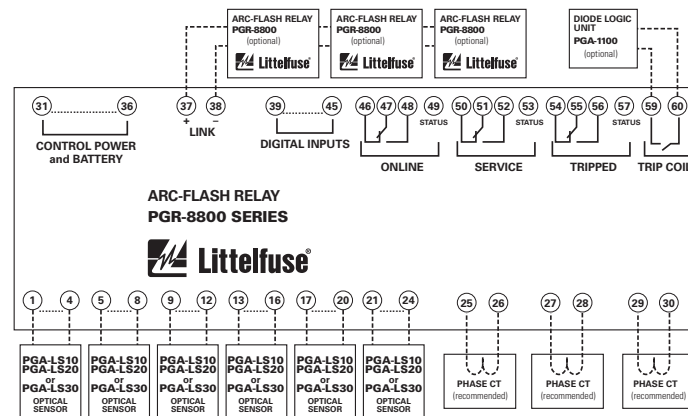 ARC-FLASH RELAY
PGR-8800
(optional)
Littelfuse
ARC-FLASH RELAY
PGR-8800
(optional)
Littelfuse
ARC-FLASH RELAY
PGR-8800
(optional)
Littelfuse
DIODE LOGIC
UNIT
PGA-1100
(optional)
31 36 37 38 39 45 46 47 48 49 50 51 52 53 54 55 56 57 59 60
+ LINK –
STATUS STATUS STATUS
CONTROL POWER
and BATTERY
DIGITAL INPUTS
ONLINE SERVICE TRIPPED TRIP COIL
ARC-FLASH RELAY
PGR-8800 SERIES
Littelfuse®
1 4 5 8 9 12 13 16 17 20 21 24 25 26 27 28 29 30
PGA-LS10
PGA-LS20
or
PGA-LS30
OPTICAL
SENSOR
PGA-LS10
PGA-LS20
or
PGA-LS30
OPTICAL
SENSOR
PGA-LS10
PGA-LS20
or
PGA-LS30
OPTICAL
SENSOR
PGA-LS10
PGA-LS20
or
PGA-LS30
OPTICAL
SENSOR
PGA-LS10
PGA-LS20
or
PGA-LS30
OPTICAL
SENSOR
PGA-LS10
PGA-LS20
or
PGA-LS30
OPTICAL
SENSOR
PHASE CT
(recommended)
PHASE CT
(recommended)
PHASE CT
(recommended)